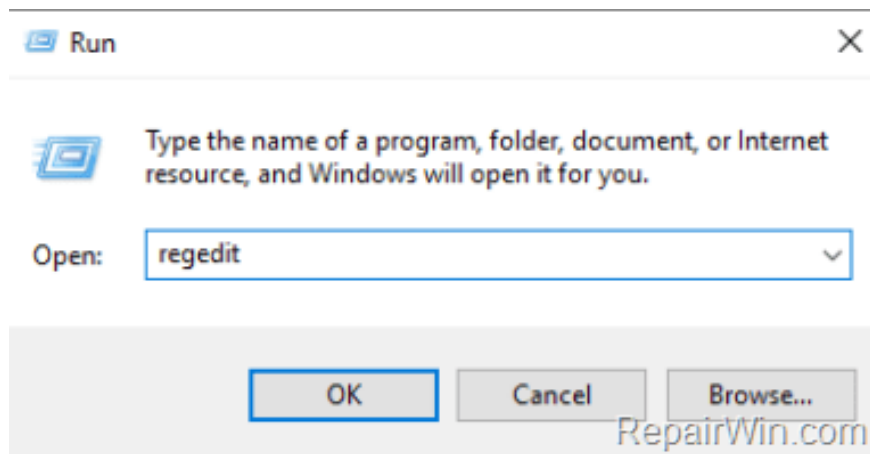 Run
Type the name of a program, folder, document, or Internet
resource, and Windows will open it for you.
Open: regedit
OK Cancel Browse...
RepairWin.com